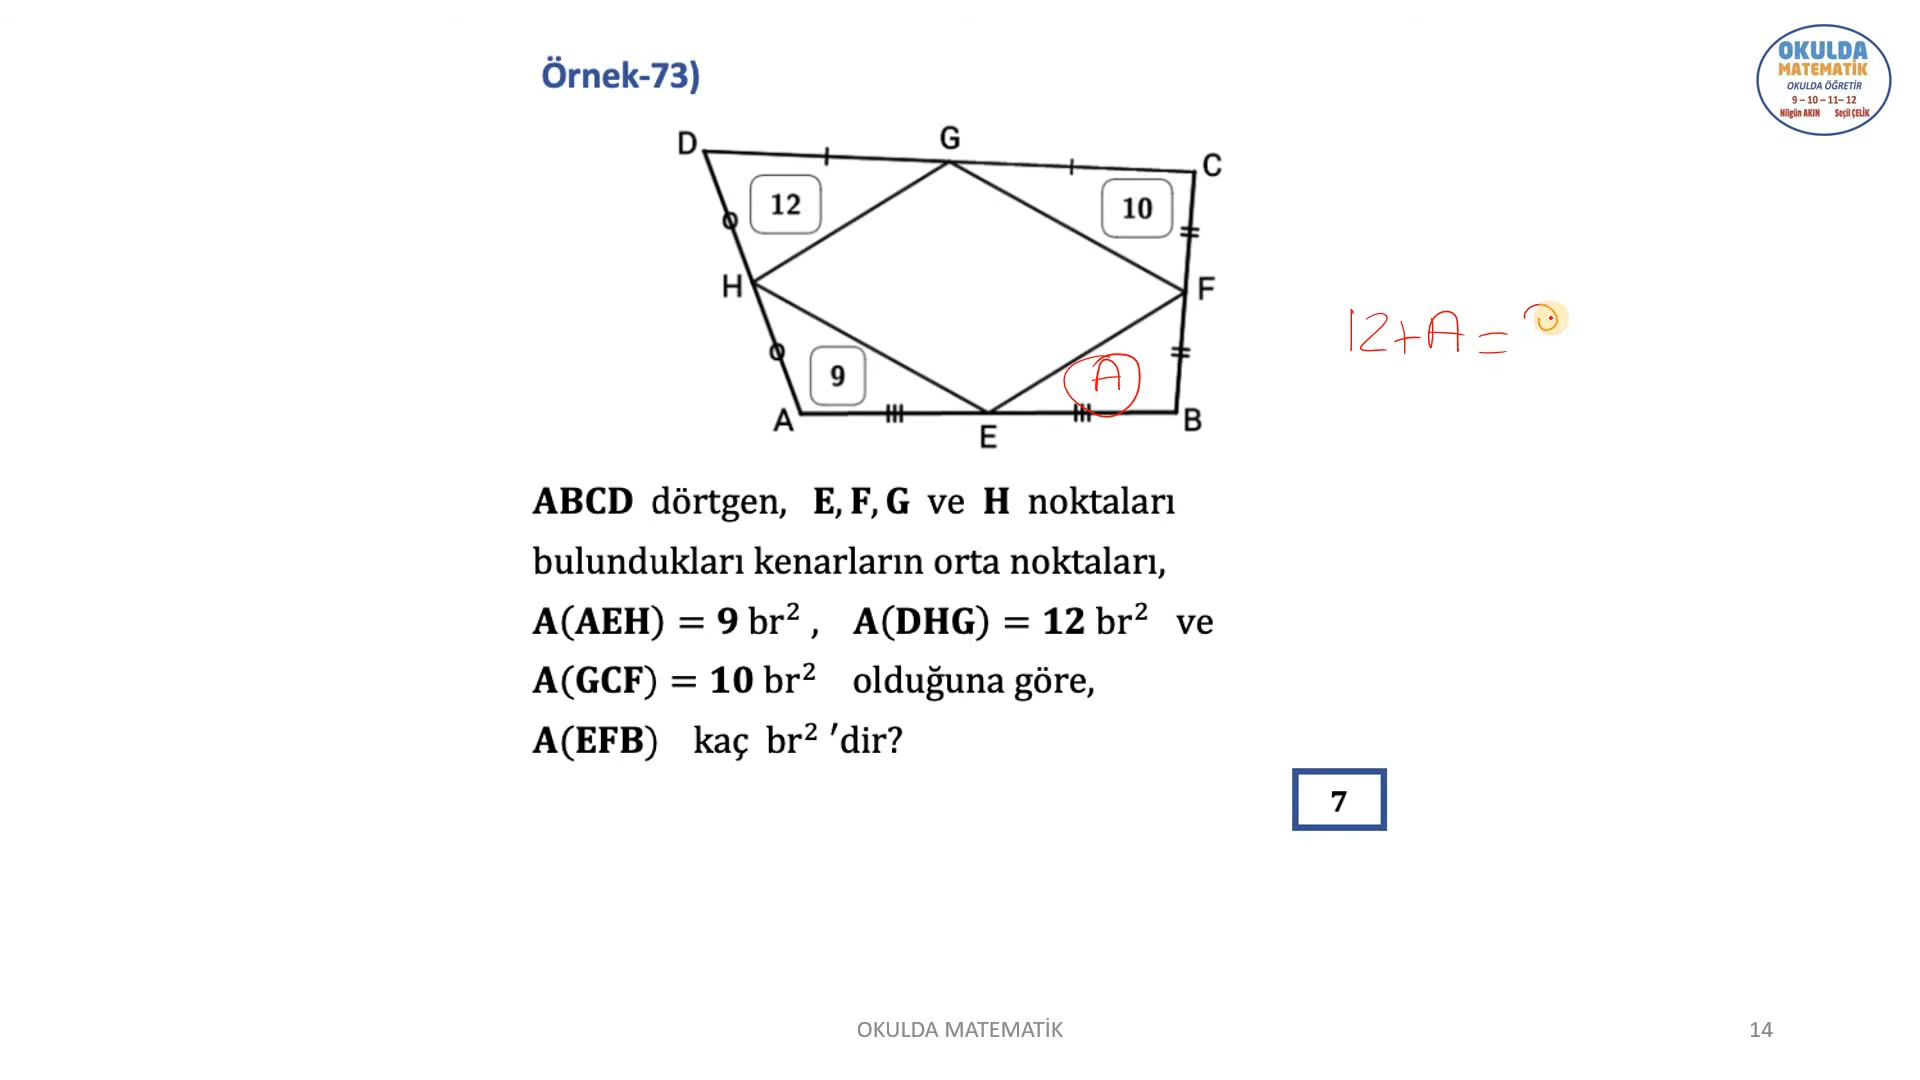 OKULDA
MATEMATİK
OKULDA ÖĞRETİR
9 – 10 – 11– 12
Nilgün AKIN Seçil ÇELİK
Örnek-73)
D
G
C
12
10
H
F
12+A=
9
A
A
E
B
ABCD dörtgen, E, F, G ve H noktaları
bulundukları kenarların orta noktaları,
A(AEH) = 9 br² , A(DHG) = 12 br² ve
A(GCF) = 10 br² olduğuna göre,
A(EFB) kaç br² ′dir?
7
OKULDA MATEMATİK
14